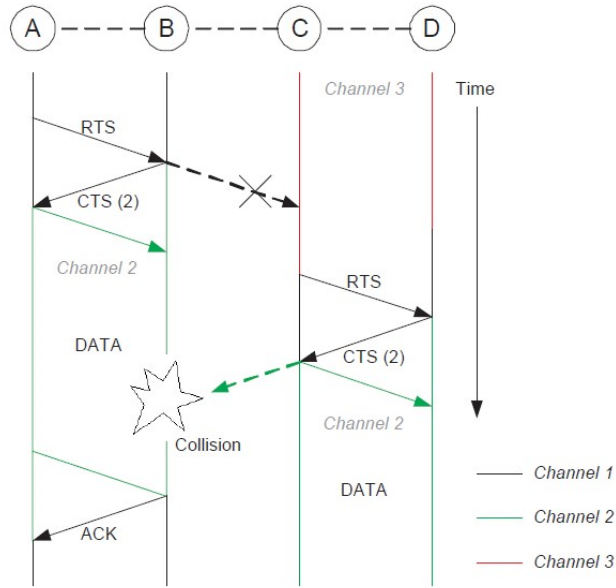 A B C D
Channel 3 Time
RTS
CTS (2)
Channel 2
RTS
DATA
CTS (2)
Collision
Channel 2
Channel 1
DATA
Channel 2
ACK
Channel 3